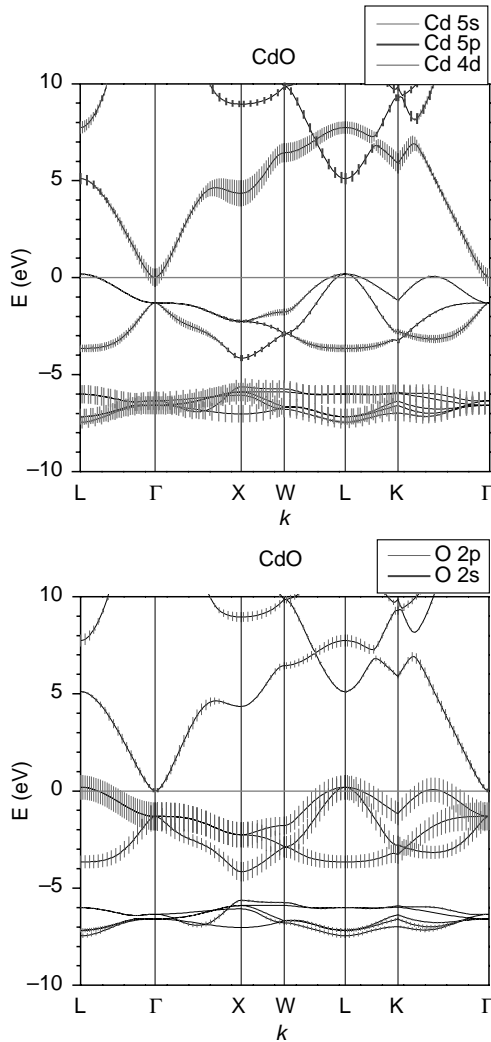 Cd 5s
Cd 5p
Cd 4d
CdO
10
5
0
–5
–10
E (eV)
L Γ X W L K Γ
k
O 2p
O 2s
CdO
10
5
0
–5
–10
E (eV)
L Γ X W L K Γ
k